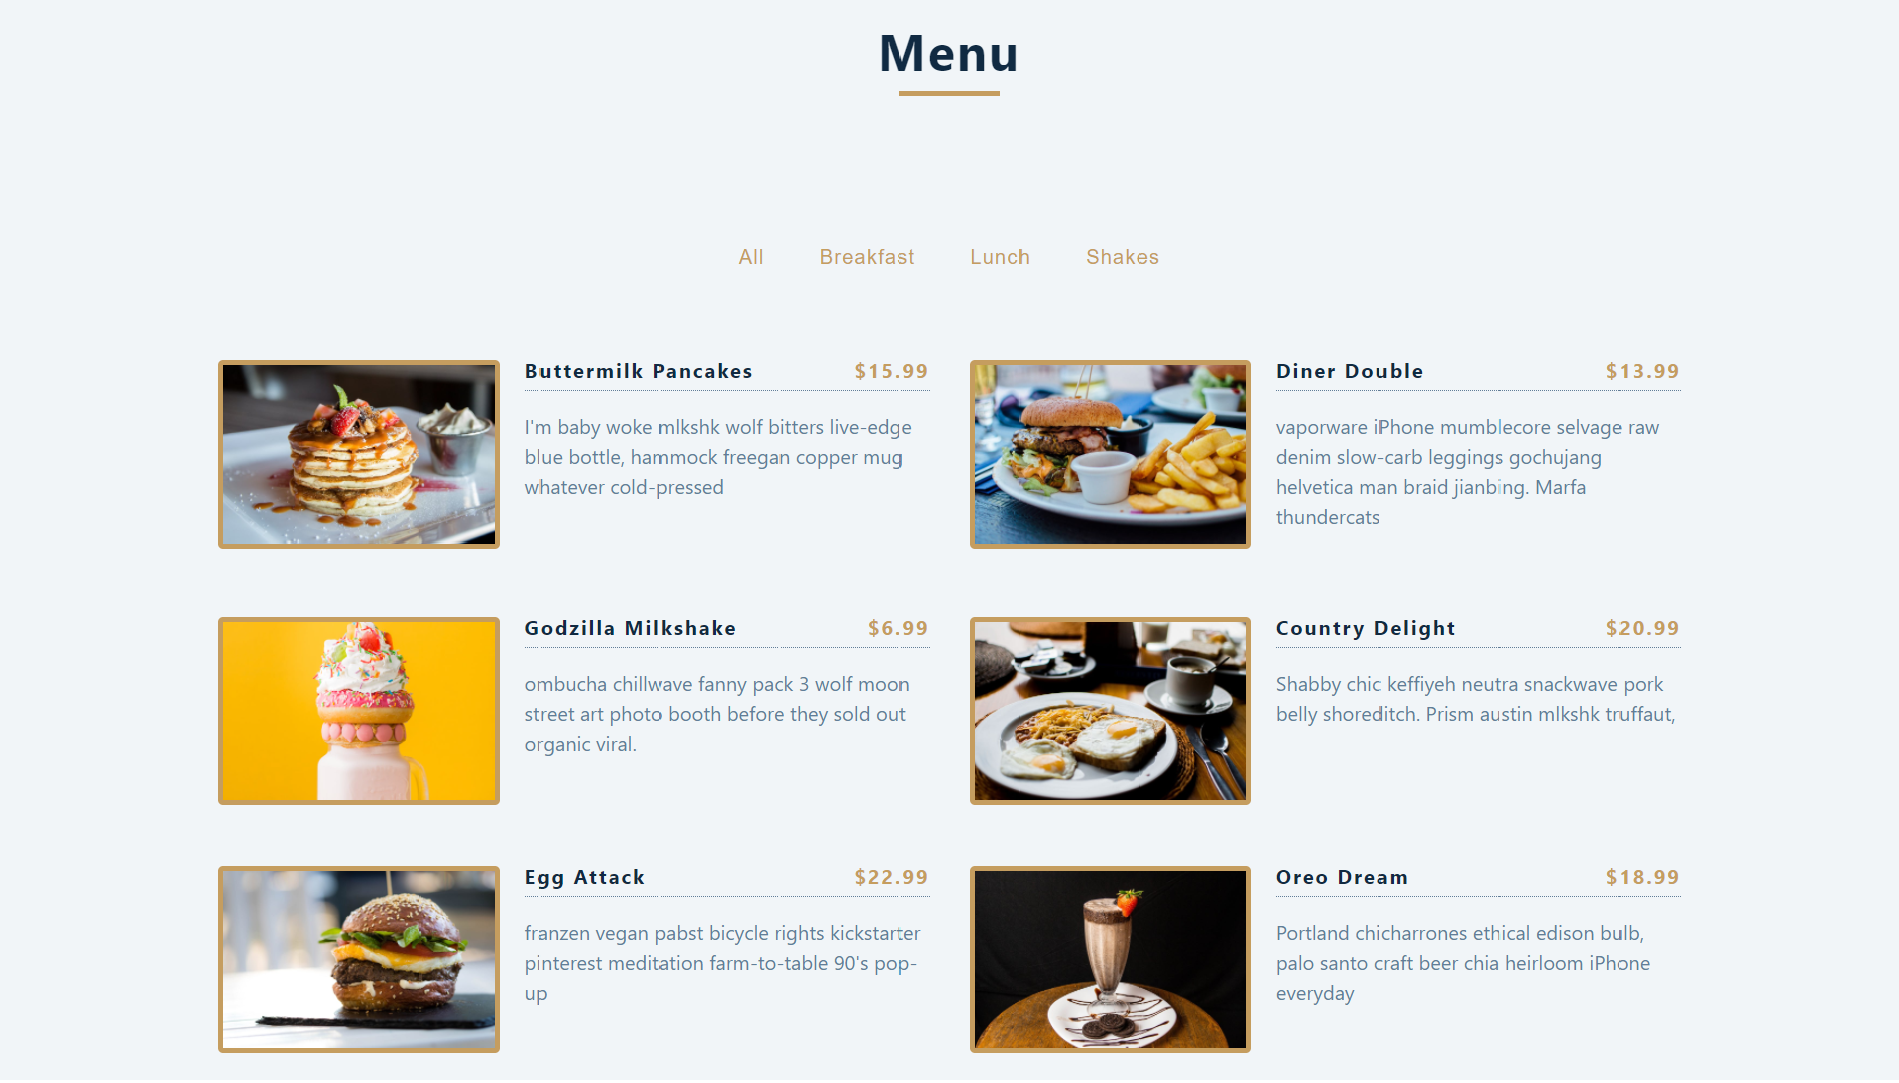 Menu
All Breakfast Lunch Shakes
Buttermilk Pancakes $15.99
I'm baby woke mlkshk wolf bitters live-edge
blue bottle, hammock freegan copper mug
whatever cold-pressed
Diner Double $13.99
vaporware iPhone mumblecore selvage raw
denim slow-carb leggings gochujang
helvetica man braid jianbing. Marfa
thundercats
Godzilla Milkshake $6.99
ombucha chillwave fanny pack 3 wolf moon
street art photo booth before they sold out
organic viral.
Country Delight $20.99
Shabby chic keffiyeh neutra snackwave pork
belly shoreditch. Prism austin mlkshk truffaut,
Egg Attack $22.99
franzen vegan pabst bicycle rights kickstarter
pinterest meditation farm-to-table 90's pop-
up
Oreo Dream $18.99
Portland chicharrones ethical edison bulb,
palo santo craft beer chia heirloom iPhone
everyday